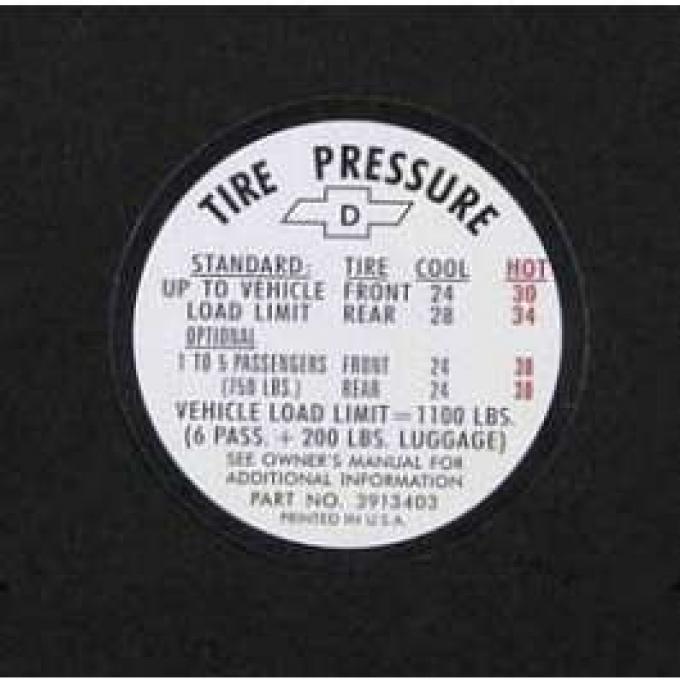 TIRE PRESSURE
D
STANDARD: TIRE COOL HOT
UP TO VEHICLE FRONT 24 30
LOAD LIMIT REAR 28 34
OPTIONAL
1 TO 5 PASSENGERS FRONT 24 30
(750 LBS.) REAR 24 30
VEHICLE LOAD LIMIT = 1100 LBS.
(6 PASS. + 200 LBS. LUGGAGE)
SEE OWNER'S MANUAL FOR
ADDITIONAL INFORMATION
PART NO. 3913403
PRINTED IN U.S.A.